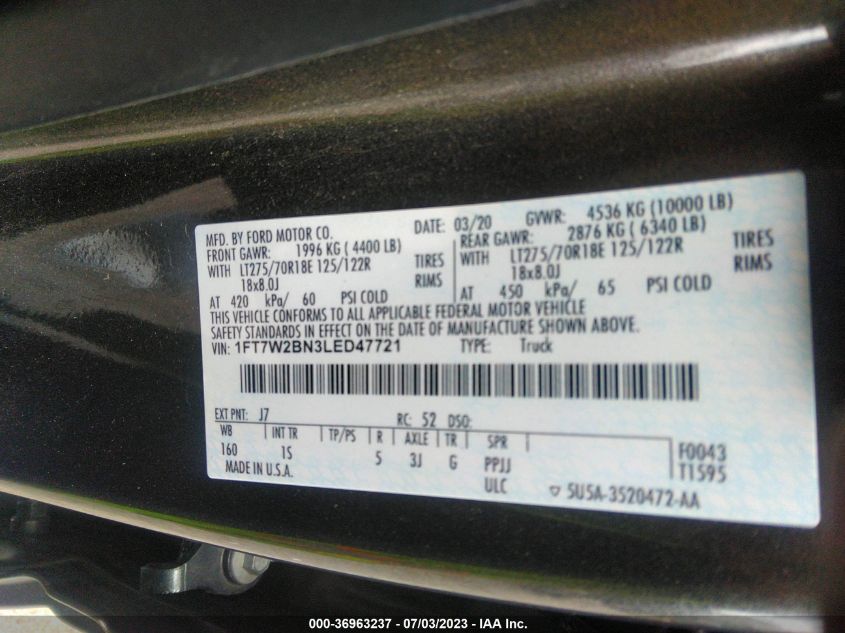 MFD. BY FORD MOTOR CO. DATE: 03/20 GVWR: 4536 KG (10000 LB)
FRONT GAWR: 1996 KG ( 4400 LB) REAR GAWR: 2876 KG ( 6340 LB)
WITH LT275/70R18E 125/122R TIRES WITH LT275/70R18E 125/122R TIRES
18x8.0J RIMS 18x8.0J RIMS
AT 420 kPa/ 60 PSI COLD AT 450 kPa/ 65 PSI COLD
THIS VEHICLE CONFORMS TO ALL APPLICABLE FEDERAL MOTOR VEHICLE
SAFETY STANDARDS IN EFFECT ON THE DATE OF MANUFACTURE SHOWN ABOVE.
VIN: 1FT7W2BN3LED47721 TYPE: Truck
EXT PNT: J7 RC: 52 DSO:
WB INT TR TP/PS R AXLE TR SPR F0043
160 1S 5 3J G PPJJ T1595
MADE IN U.S.A. ULC 5U5A-3520472-AA
000-36963237 - 07/03/2023 - IAA Inc.